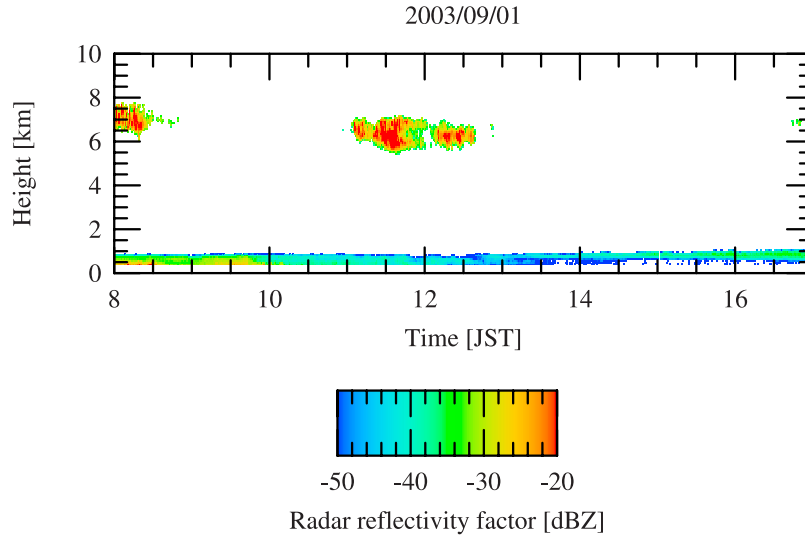 2003/09/01
10
8
6
4
2
0
Height [km]
8 10 12 14 16
Time [JST]
-50 -40 -30 -20
Radar reflectivity factor [dBZ]